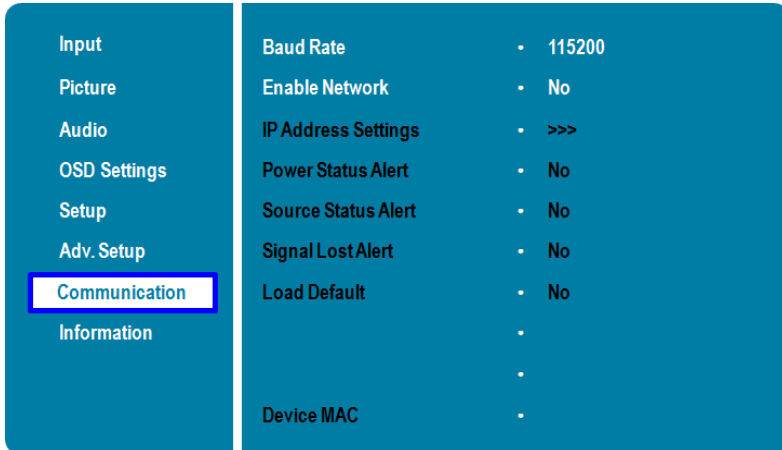 Input
Picture
Audio
OSD Settings
Setup
Adv. Setup
Communication
Information
Baud Rate • 115200
Enable Network • No
IP Address Settings • >>>
Power Status Alert • No
Source Status Alert • No
Signal Lost Alert • No
Load Default • No
•
•
Device MAC •